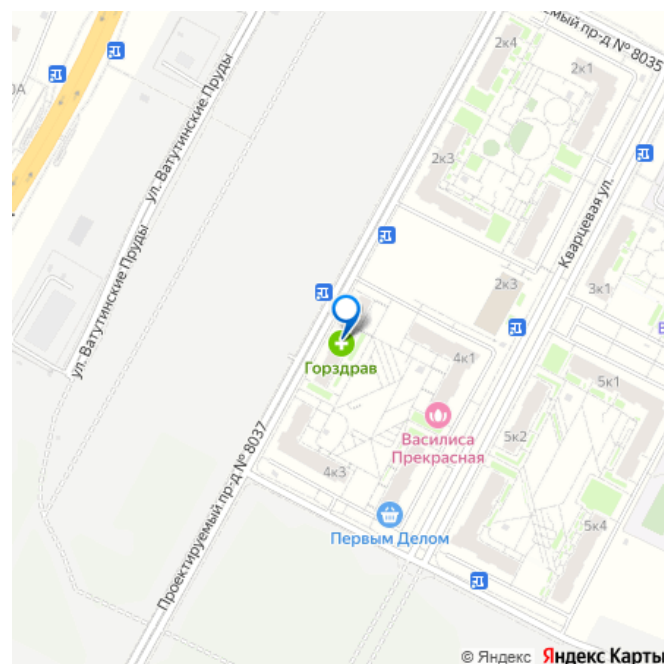 Проектируемый пр-д № 8035
2к4
2к1
0А
ул. Ватутинские Пруды
2к3
Кварцевая ул.
ул. Ватутинские Пруды
2к3
3к1
В
Горздрав
4к1
5к1
Василиса
Прекрасная
5к2
Проектируемый пр-д № 8037
4к3
Первым Делом
5к4
© Яндекс Яндекс Карты